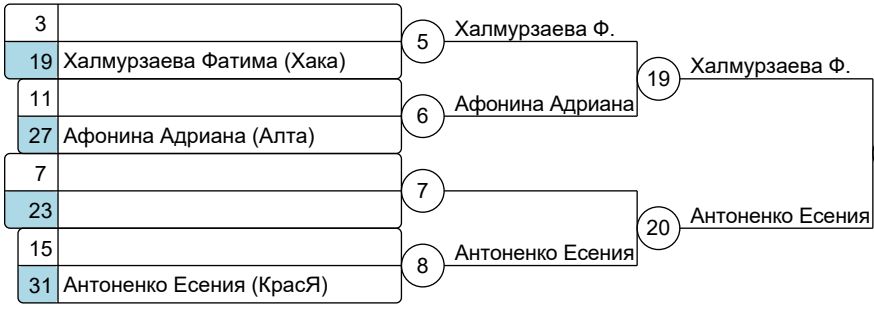 3
19 Халмурзаева Фатима (Хака)
5
Халмурзаева Ф.
11
27 Афонина Адриана (Алта)
6
Афонина Адриана
19
Халмурзаева Ф.
7
23
7
15
31 Антоненко Есения (КрасЯ)
8
Антоненко Есения
20
Антоненко Есения